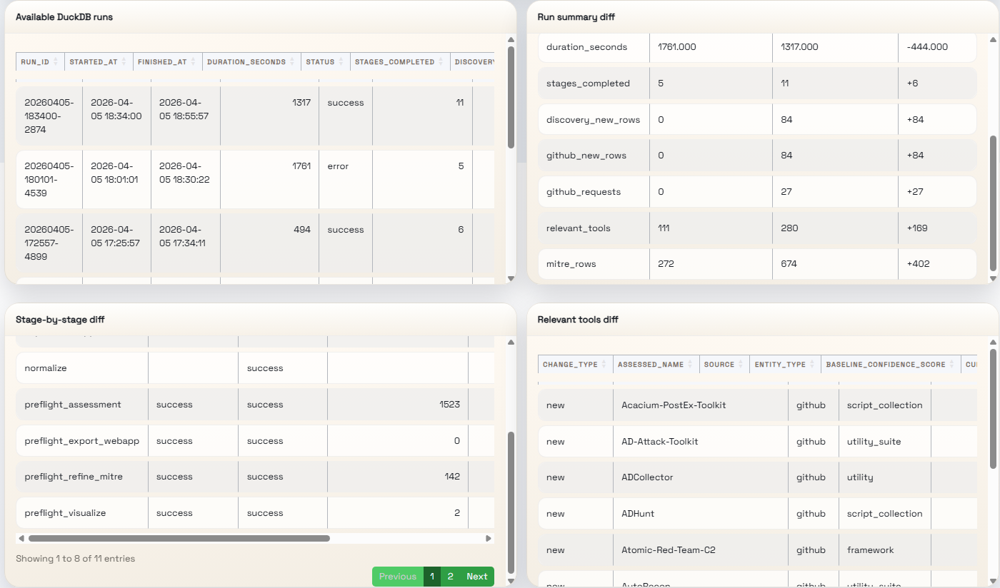 Available DuckDB runs
RUN_ID STARTED_AT FINISHED_AT DURATION_SECONDS STATUS STAGES_COMPLETED DISCOVERY
20260405-183400-2874 2026-04-05 18:34:00 2026-04-05 18:55:57 1317 success 11
20260405-180101-4539 2026-04-05 18:01:01 2026-04-05 18:30:22 1761 error 5
20260405-172557-4899 2026-04-05 17:25:57 2026-04-05 17:34:11 494 success 6
Run summary diff
duration_seconds 1761.000 1317.000 -444.000
stages_completed 5 11 +6
discovery_new_rows 0 84 +84
github_new_rows 0 84 +84
github_requests 0 27 +27
relevant_tools 111 280 +169
mitre_rows 272 674 +402
Stage-by-stage diff
normalize success
preflight_assessment success success 1523
preflight_export_webapp success success 0
preflight_refine_mitre success success 142
preflight_visualize success success 2
Showing 1 to 8 of 11 entries
Previous 1 2 Next
Relevant tools diff
CHANGE_TYPE ASSESSED_NAME SOURCE ENTITY_TYPE BASELINE_CONFIDENCE_SCORE CU
new Acacium-PostEx-Toolkit github script_collection
new AD-Attack-Toolkit github utility_suite
new ADCollector github utility
new ADHunt github script_collection
new Atomic-Red-Team-C2 github framework
new AutoRecon github utility_suite